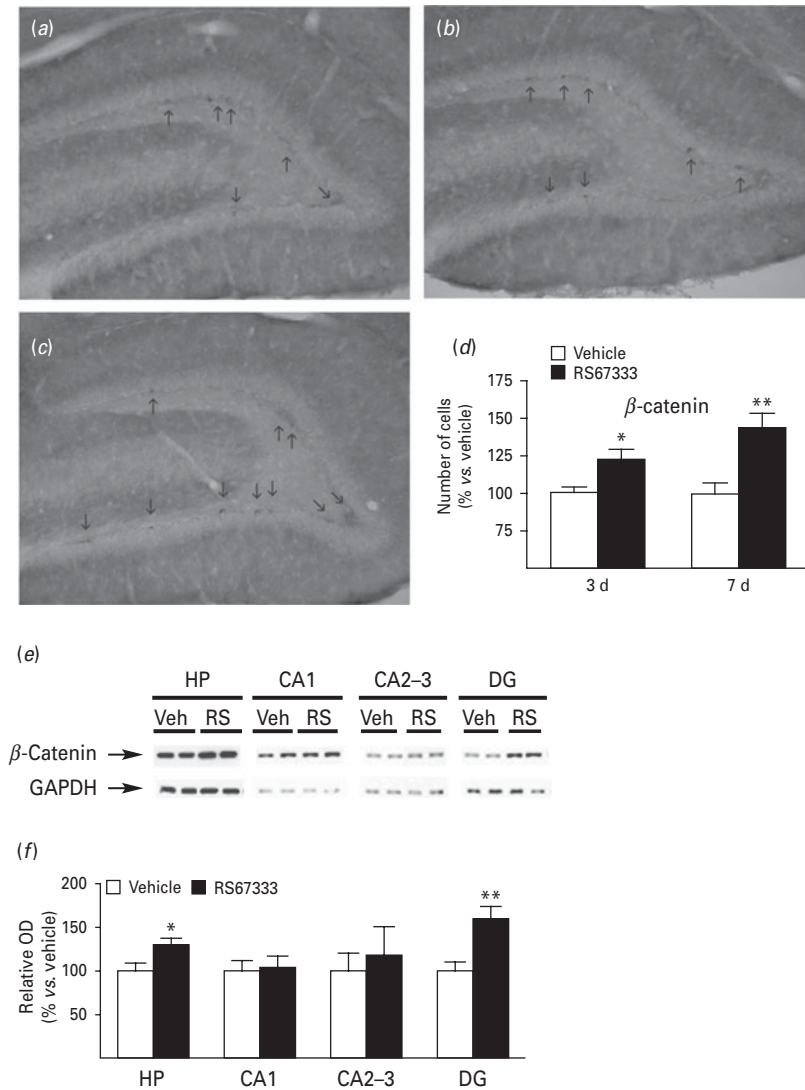 (a)
(b)
(c)
(d)
Vehicle
RS67333
β-catenin
Number of cells
(% vs. vehicle)
175
150
125
100
75
*
**
3 d
7 d
(e)
HP CA1 CA2–3 DG
Veh RS Veh RS Veh RS Veh RS
β-Catenin
GAPDH
(f)
Relative OD
(% vs. vehicle)
200
150
100
50
Vehicle RS67333
*
**
HP CA1 CA2–3 DG